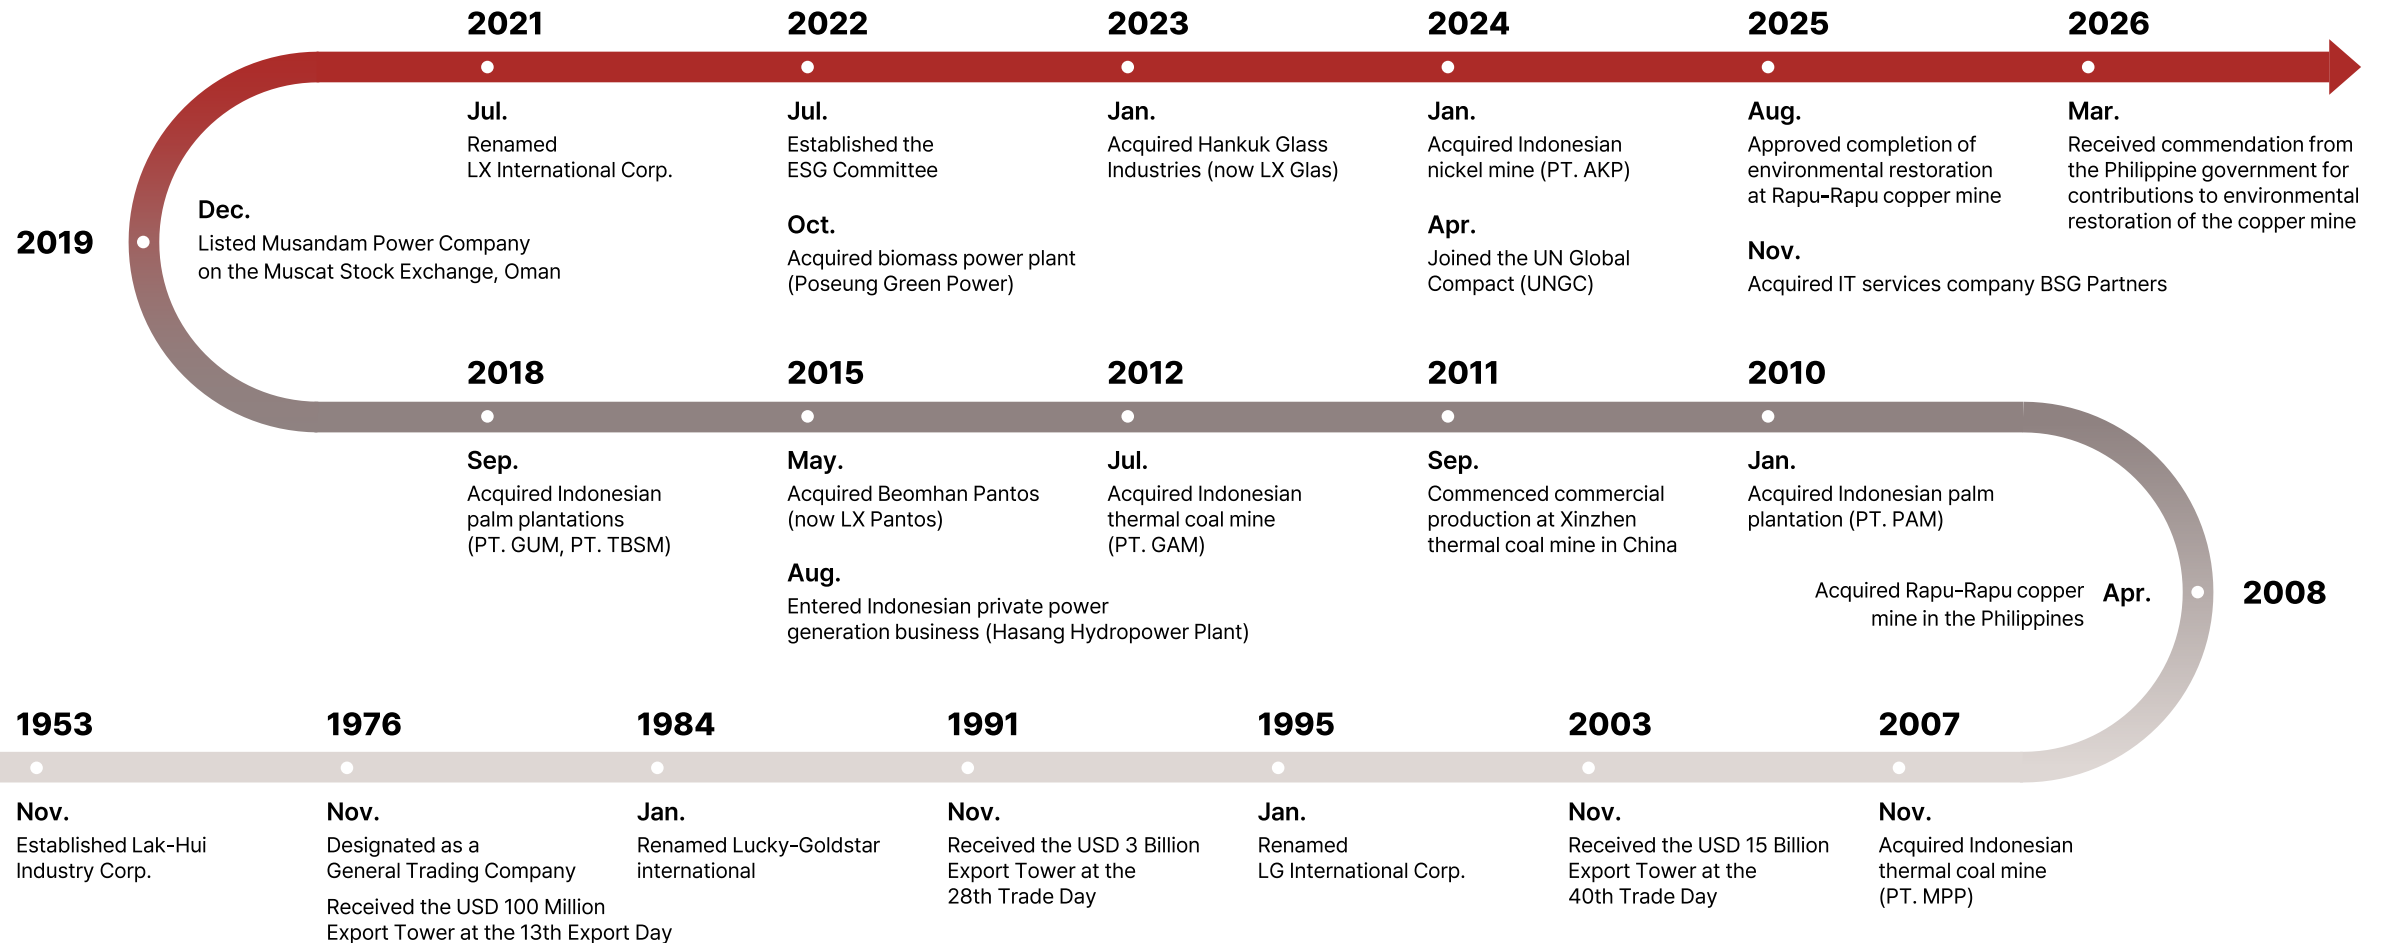 2021
Jul.
Renamed
LX International Corp.
2022
Jul.
Established the
ESG Committee
Oct.
Acquired biomass power plant
(Poseung Green Power)
2023
Jan.
Acquired Hankuk Glass
Industries (now LX Glas)
2024
Jan.
Acquired Indonesian
nickel mine (PT. AKP)
Apr.
Joined the UN Global
Compact (UNGC)
2025
Aug.
Approved completion of
environmental restoration
at Rapu-Rapu copper mine
Nov.
Acquired IT services company BSG Partners
2026
Mar.
Received commendation from
the Philippine government for
contributions to environmental
restoration of the copper mine
2019
Dec.
Listed Musandam Power Company
on the Muscat Stock Exchange, Oman
2018
Sep.
Acquired Indonesian
palm plantations
(PT. GUM, PT. TBSM)
2015
May.
Acquired Beomhan Pantos
(now LX Pantos)
Aug.
Entered Indonesian private power
generation business (Hasang Hydropower Plant)
2012
Jul.
Acquired Indonesian
thermal coal mine
(PT. GAM)
2011
Sep.
Commenced commercial
production at Xinzhen
thermal coal mine in China
2010
Jan.
Acquired Indonesian palm
plantation (PT. PAM)
2008
Apr.
Acquired Rapu-Rapu copper
mine in the Philippines
1953
Nov.
Established Lak-Hui
Industry Corp.
1976
Nov.
Designated as a
General Trading Company
Received the USD 100 Million
Export Tower at the 13th Export Day
1984
Jan.
Renamed Lucky-Goldstar
international
1991
Nov.
Received the USD 3 Billion
Export Tower at the
28th Trade Day
1995
Jan.
Renamed
LG International Corp.
2003
Nov.
Received the USD 15 Billion
Export Tower at the
40th Trade Day
2007
Nov.
Acquired Indonesian
thermal coal mine
(PT. MPP)